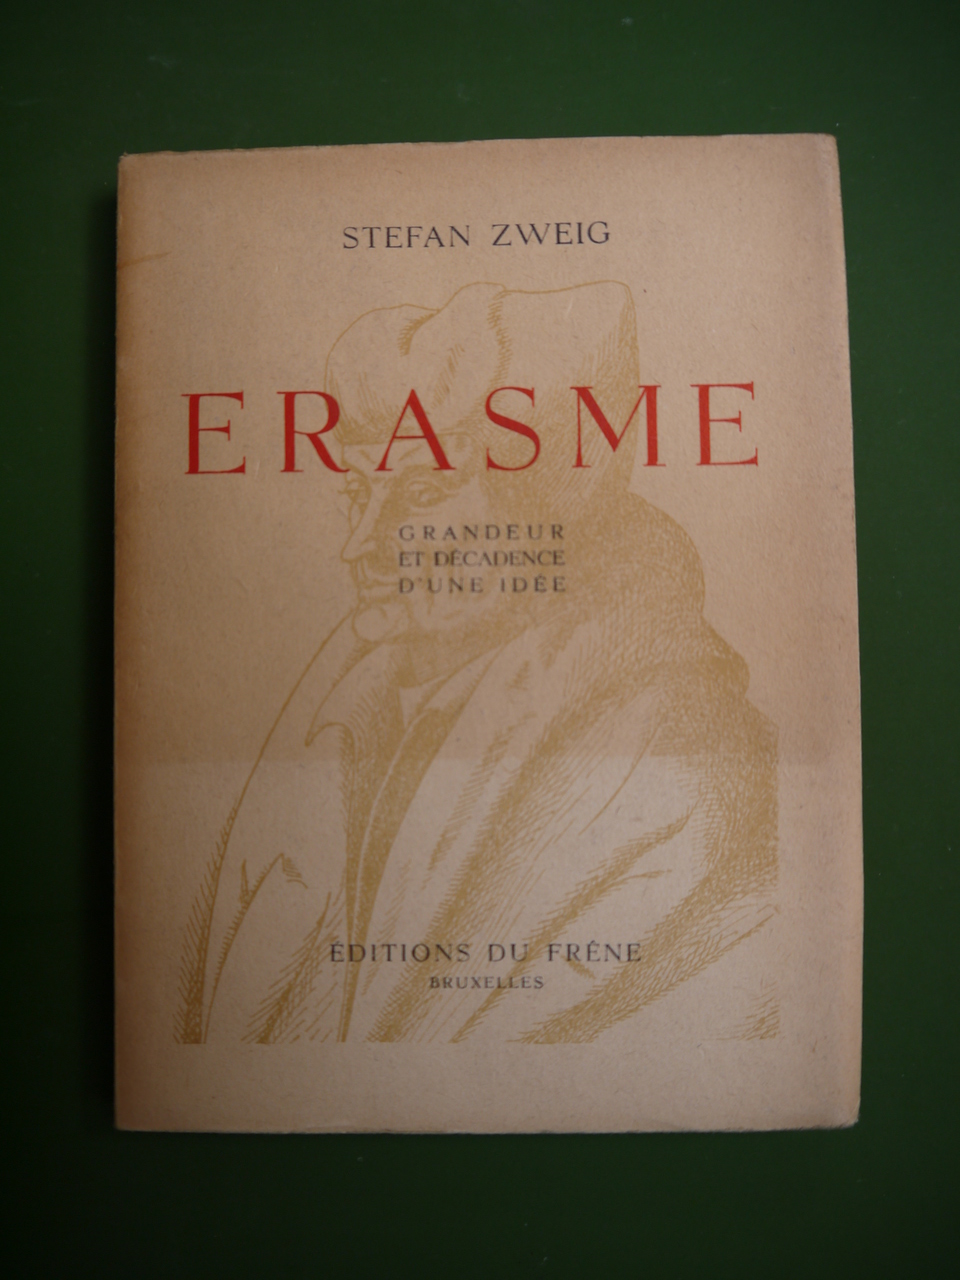 STEFAN ZWEIG
ERASME
GRANDEUR
ET DÉCADENCE
D'UNE IDÉE
ÉDITIONS DU FRÊNE
BRUXELLES